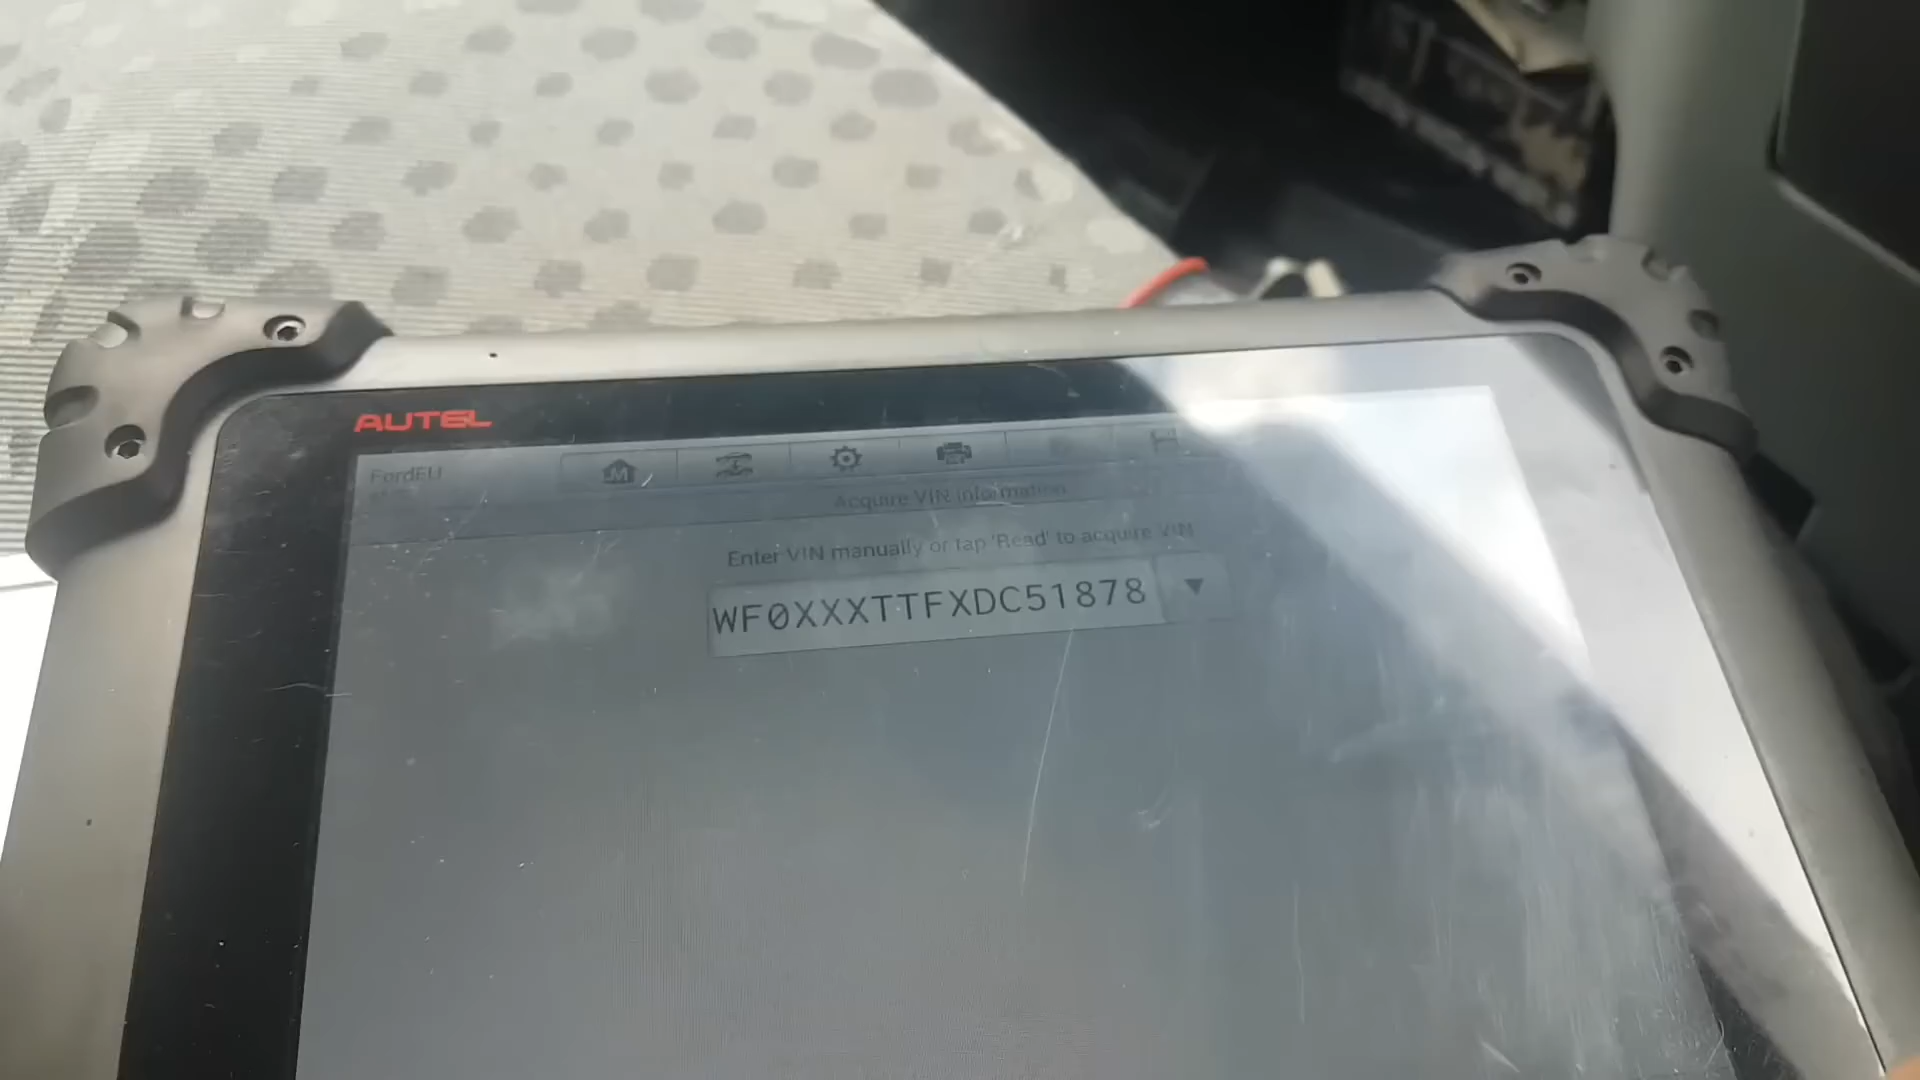 AUTEL
FordEU
Acquire VIN information
Enter VIN manually or tap 'Read' to acquire VIN
WF0XXXTTFXDC51878